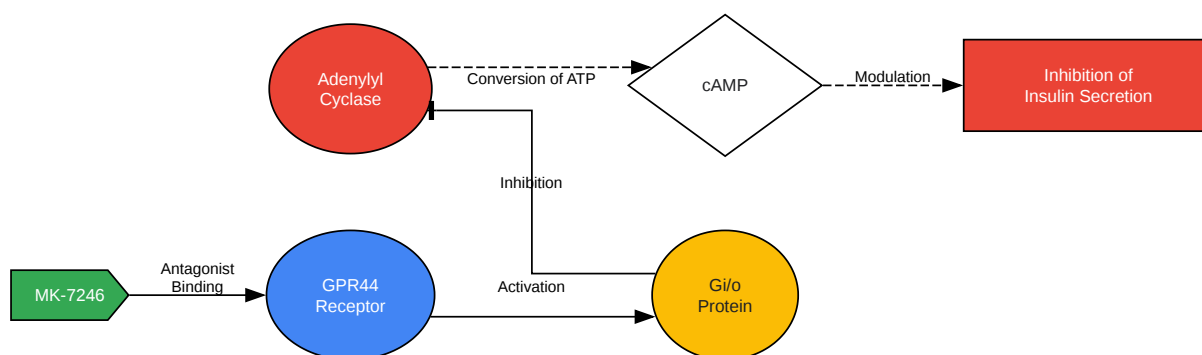 Adenylyl
Cyclase
Conversion of ATP
cAMP
Modulation
Inhibition of
Insulin Secretion
Inhibition
MK-7246
Antagonist
Binding
GPR44
Receptor
Activation
Gi/o
Protein